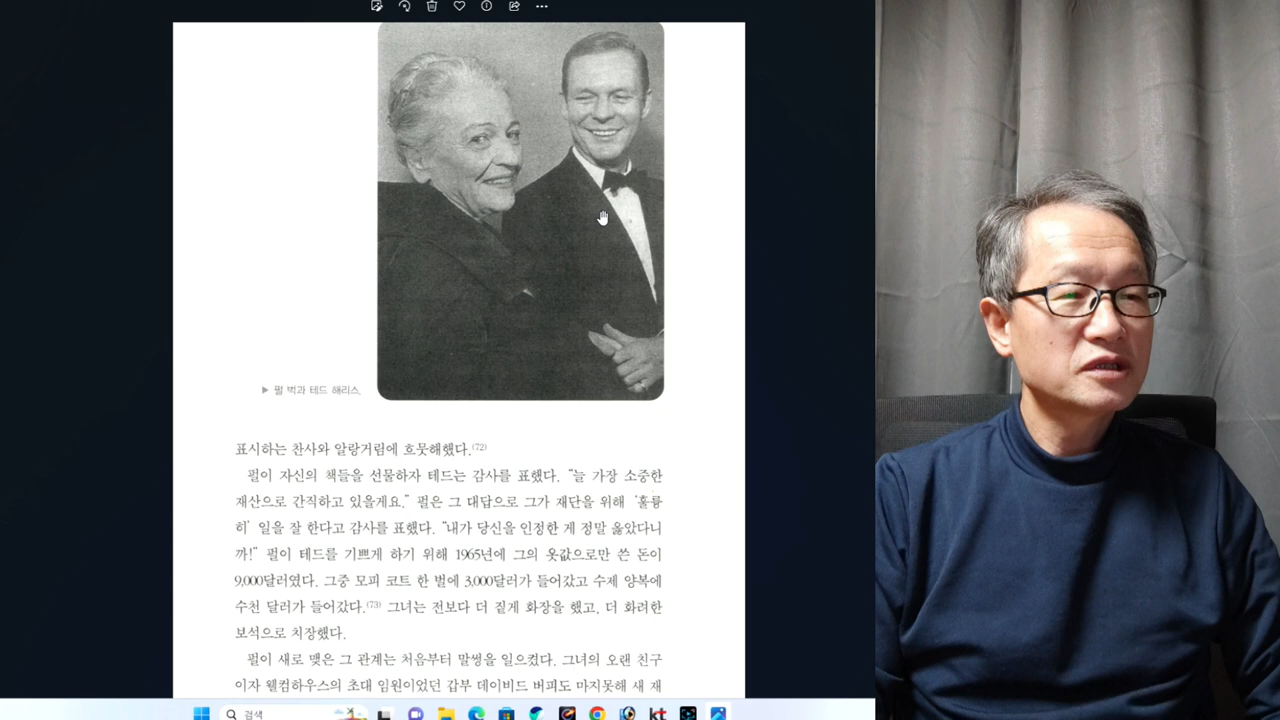 ▶ 펄 벅과 테드 해리스.
표시하는 찬사와 알랑거림에 흐뭇해했다.(72)
펄이 자신의 책들을 선물하자 테드는 감사를 표했다. “늘 가장 소중한
재산으로 간직하고 있을게요.” 펄은 그 대답으로 그가 재단을 위해 ‘훌륭
히’ 일을 잘 한다고 감사를 표했다. “내가 당신을 인정한 게 정말 옳았다니
까!” 펄이 테드를 기쁘게 하기 위해 1965년에 그의 옷값으로만 쓴 돈이
9,000달러였다. 그중 모피 코트 한 벌에 3,000달러가 들어갔고 수제 양복에
수천 달러가 들어갔다.(73) 그녀는 전보다 더 짙게 화장을 했고, 더 화려한
보석으로 치장했다.
펄이 새로 맺은 그 관계는 처음부터 말썽을 일으켰다. 그녀의 오랜 친구
이자 웰컴하우스의 초대 임원이었던 갑부 데이비드 버피도 마지못해 새 재
검색
kt